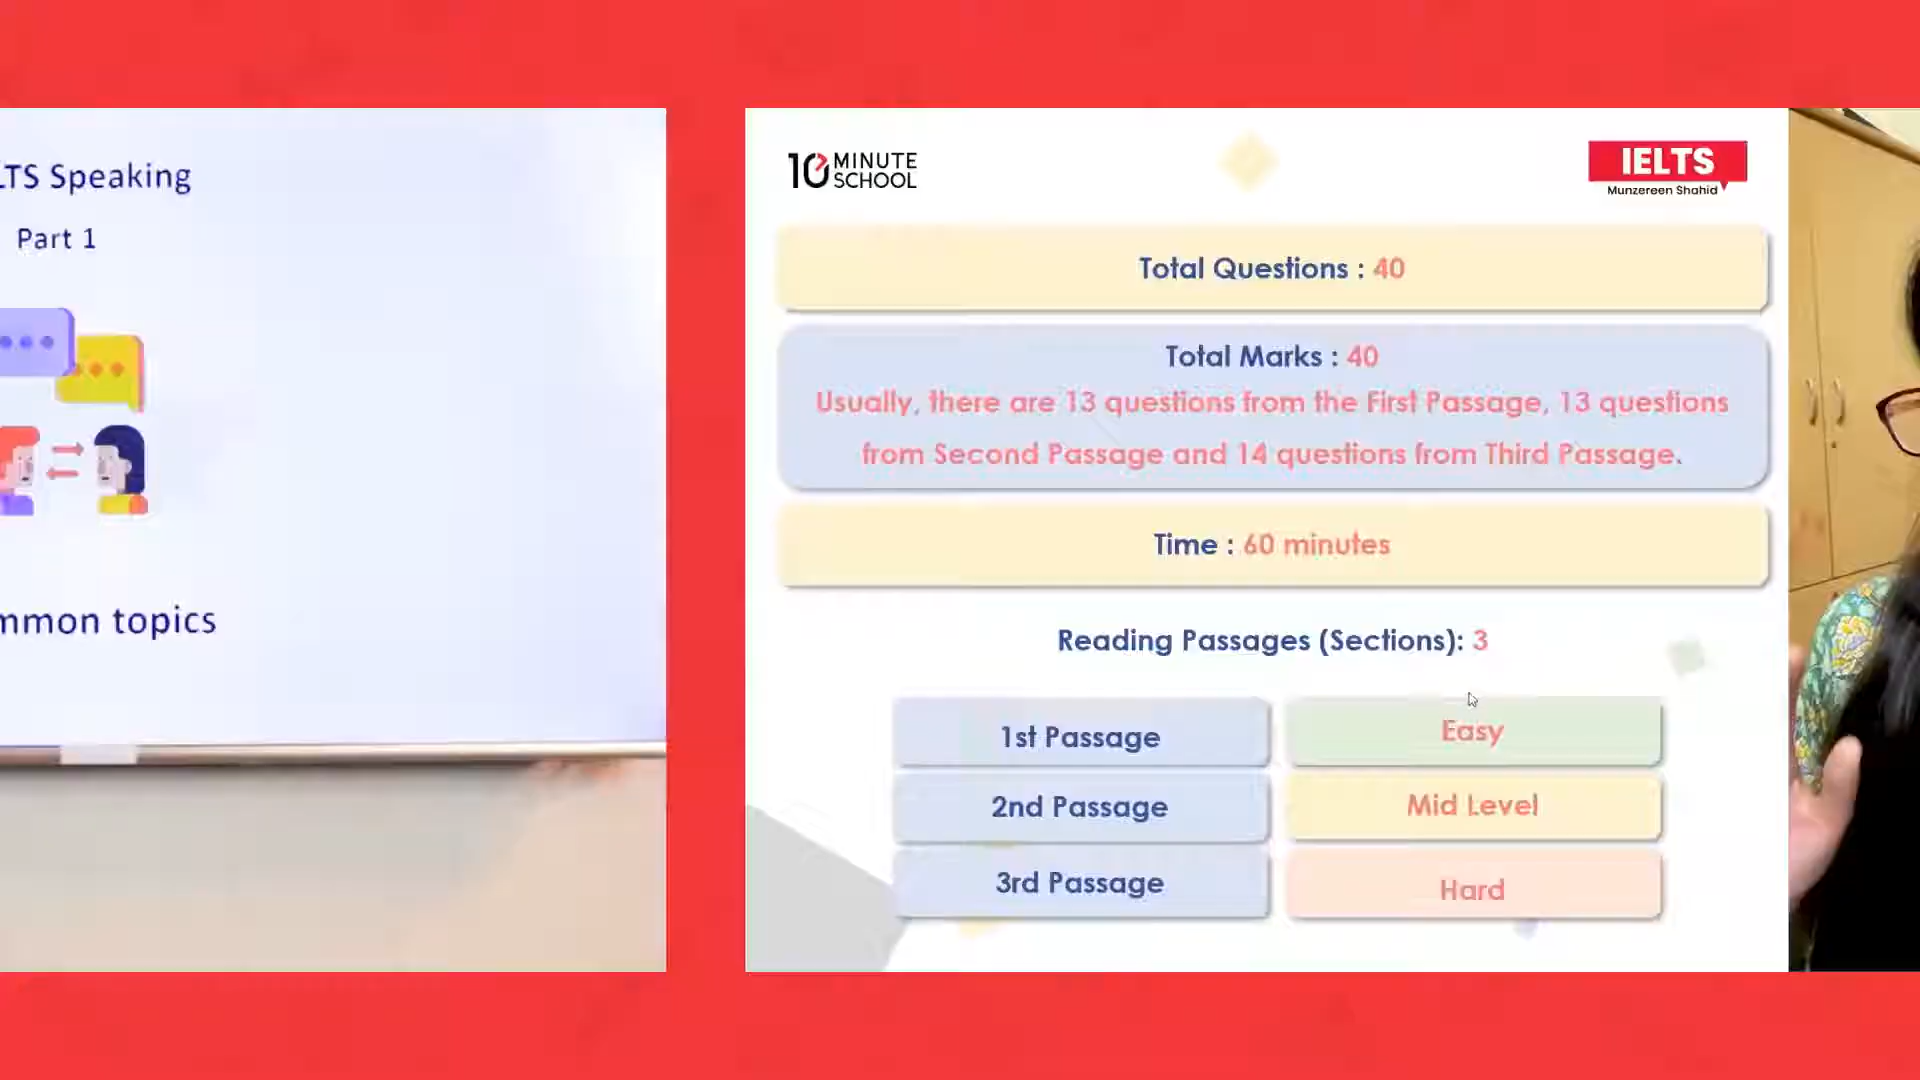 LTS Speaking
Part 1
mmon topics
10 MINUTE
SCHOOL
IELTS
Munzereen Shahid
Total Questions : 40
Total Marks : 40
Usually, there are 13 questions from the First Passage, 13 questions
from Second Passage and 14 questions from Third Passage.
Time : 60 minutes
Reading Passages (Sections): 3
1st Passage
Easy
2nd Passage
Mid Level
3rd Passage
Hard